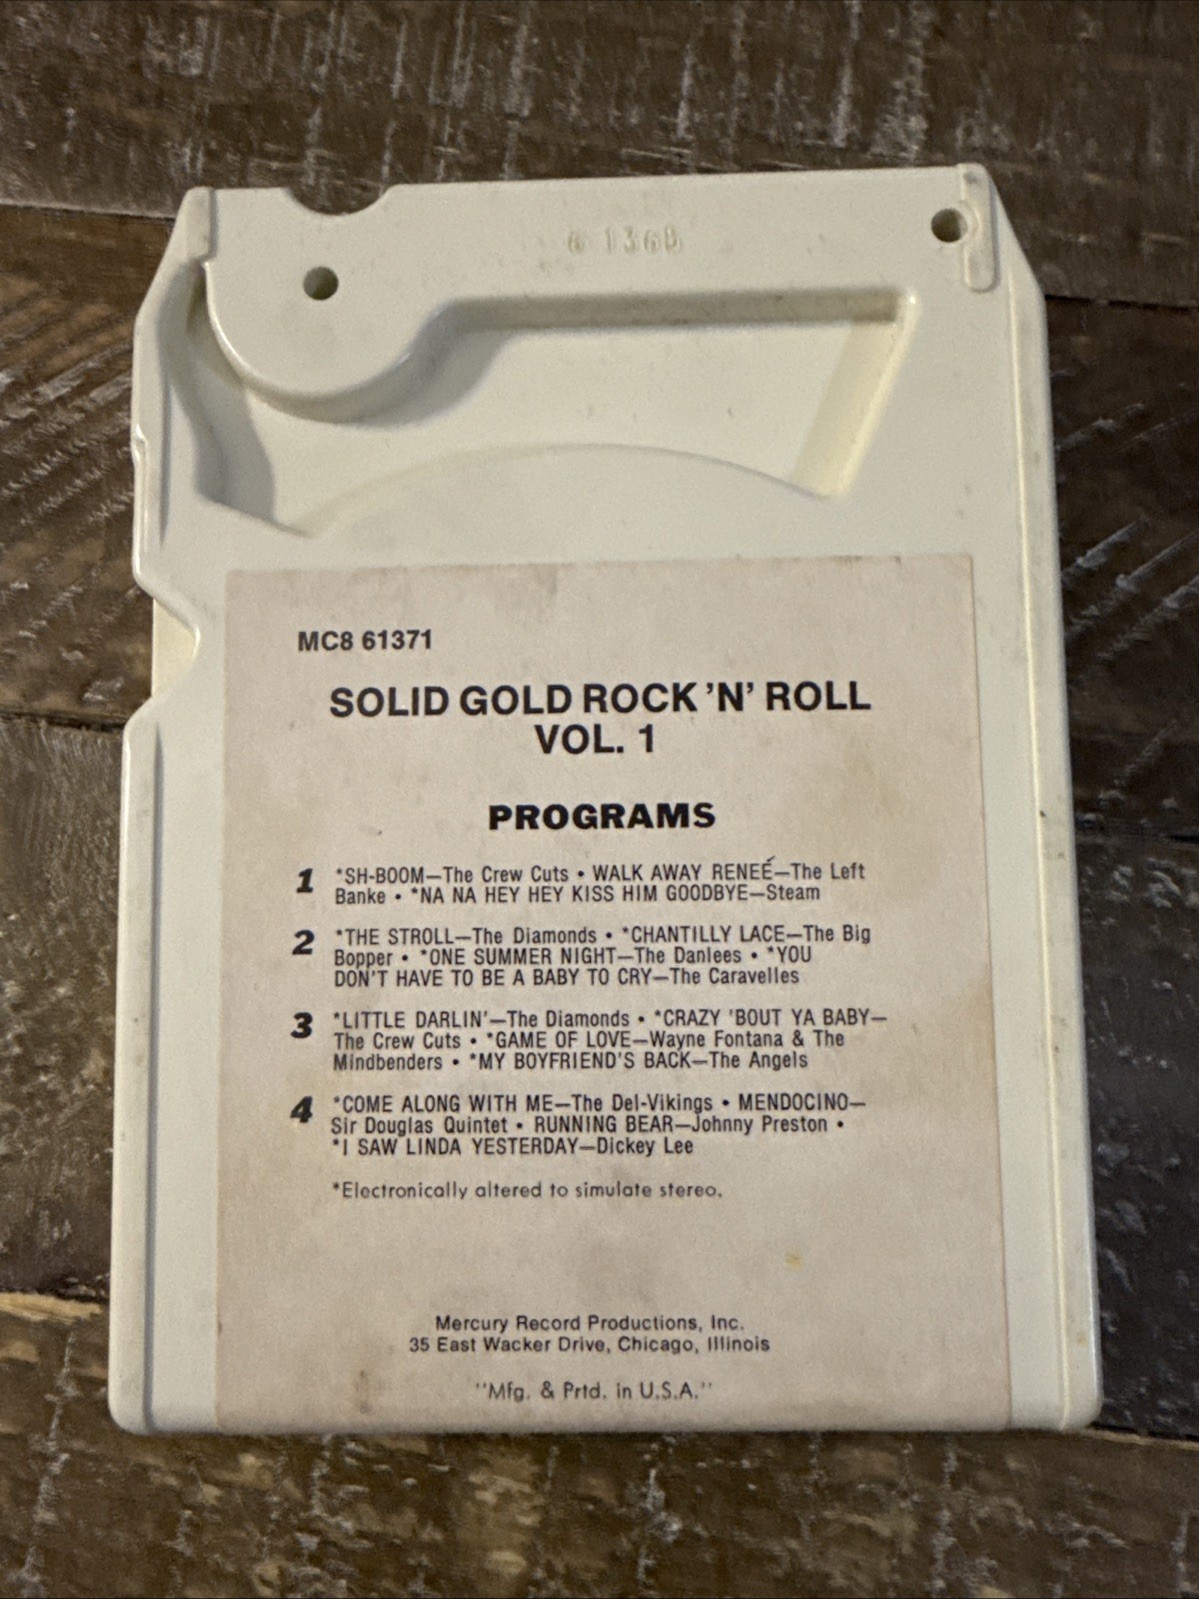 MC8 61371
SOLID GOLD ROCK 'N' ROLL
VOL. 1
PROGRAMS
1 *SH-BOOM—The Crew Cuts • WALK AWAY RENEÉ—The Left
Banke • *NA NA HEY HEY KISS HIM GOODBYE—Steam
2 *THE STROLL—The Diamonds • *CHANTILLY LACE—The Big
Bopper • *ONE SUMMER NIGHT—The Danlees • *YOU
DON'T HAVE TO BE A BABY TO CRY—The Caravelles
3 *LITTLE DARLIN'—The Diamonds • *CRAZY 'BOUT YA BABY—
The Crew Cuts • *GAME OF LOVE—Wayne Fontana & The
Mindbenders • *MY BOYFRIEND'S BACK—The Angels
4 *COME ALONG WITH ME—The Del-Vikings • MENDOCINO—
Sir Douglas Quintet • RUNNING BEAR—Johnny Preston •
*I SAW LINDA YESTERDAY—Dickey Lee
*Electronically altered to simulate stereo.
Mercury Record Productions, Inc.
35 East Wacker Drive, Chicago, Illinois
"Mfg. & Prtd. in U.S.A."